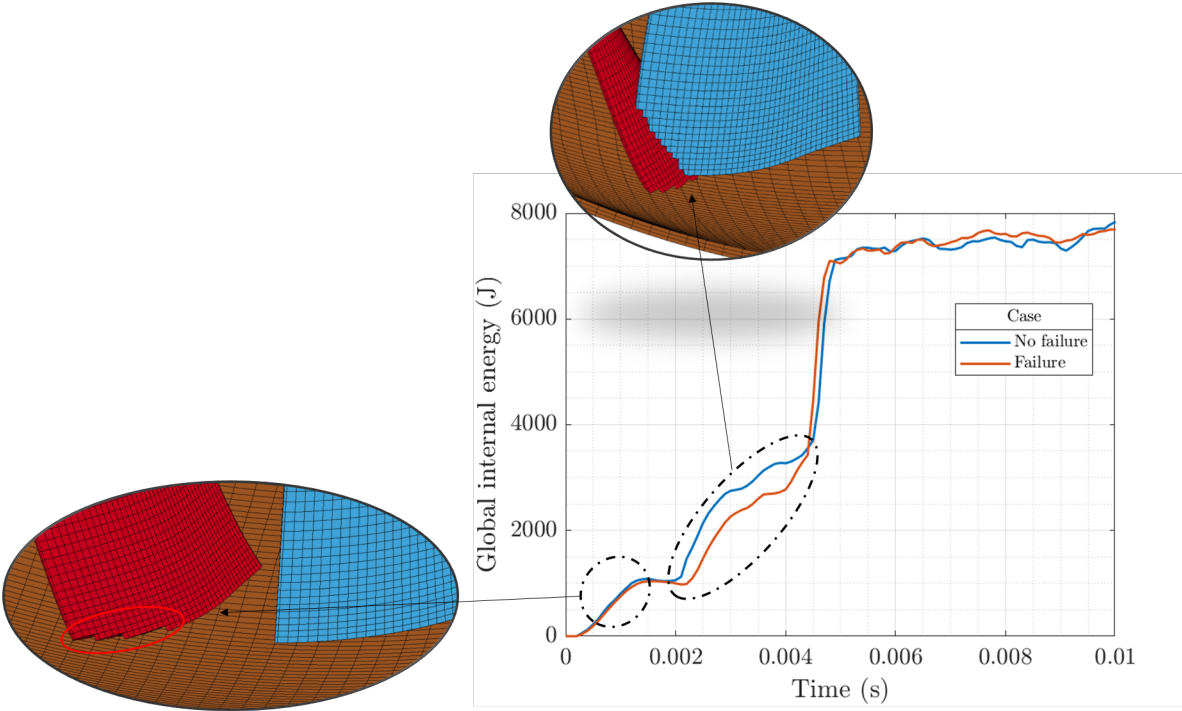 8000
6000
4000
2000
0
Global internal energy (J)
Case
No failure
Failure
0 0.002 0.004 0.006 0.008 0.01
Time (s)